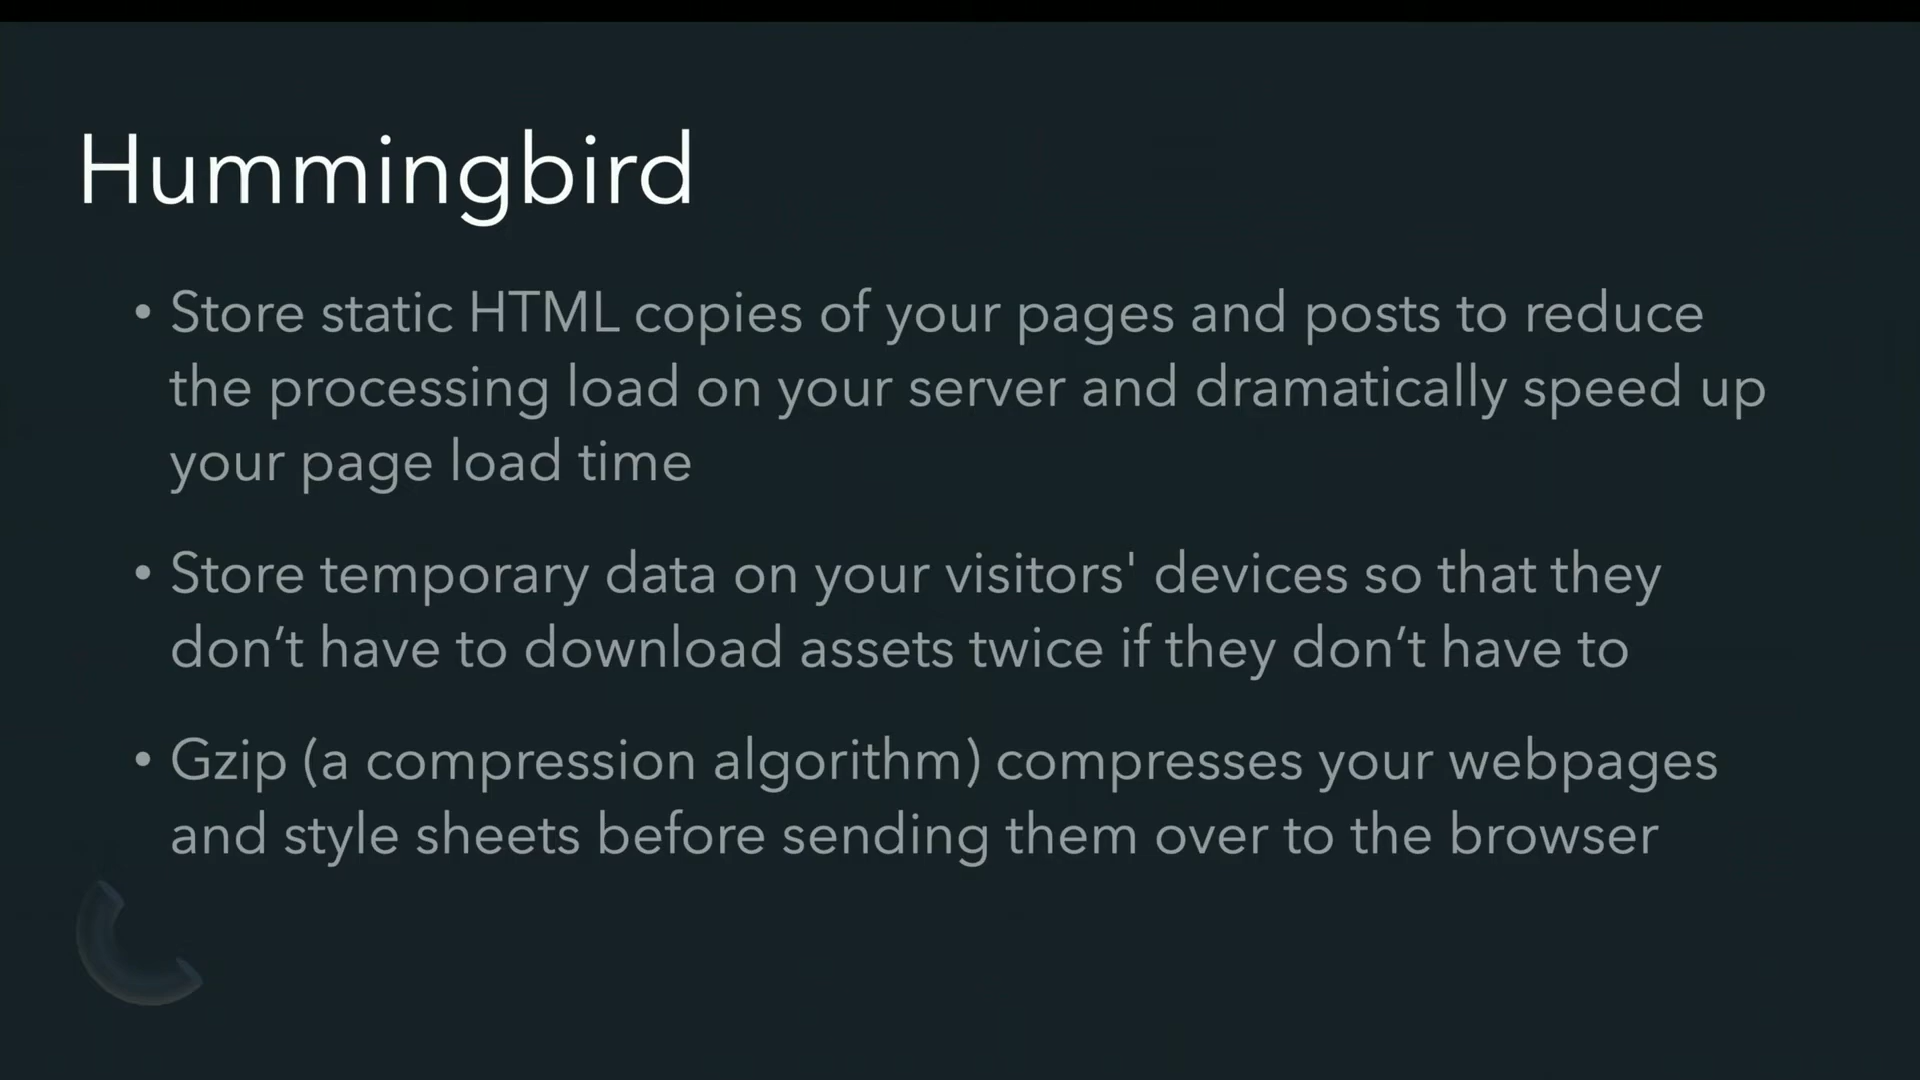 Hummingbird
• Store static HTML copies of your pages and posts to reduce
the processing load on your server and dramatically speed up
your page load time
• Store temporary data on your visitors' devices so that they
don’t have to download assets twice if they don’t have to
• Gzip (a compression algorithm) compresses your webpages
and style sheets before sending them over to the browser